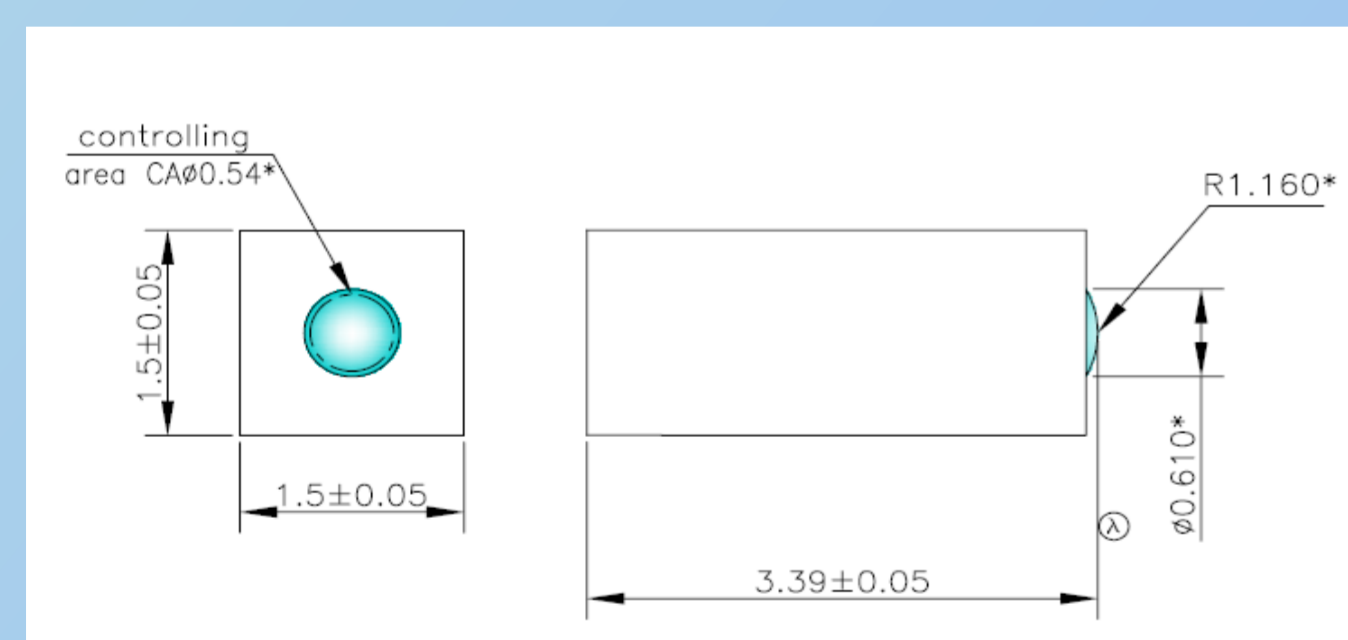 controlling
area CAø0.54*
R1.160*
1.5±0.05
1.5±0.05
ø0.610*
λ
3.39±0.05